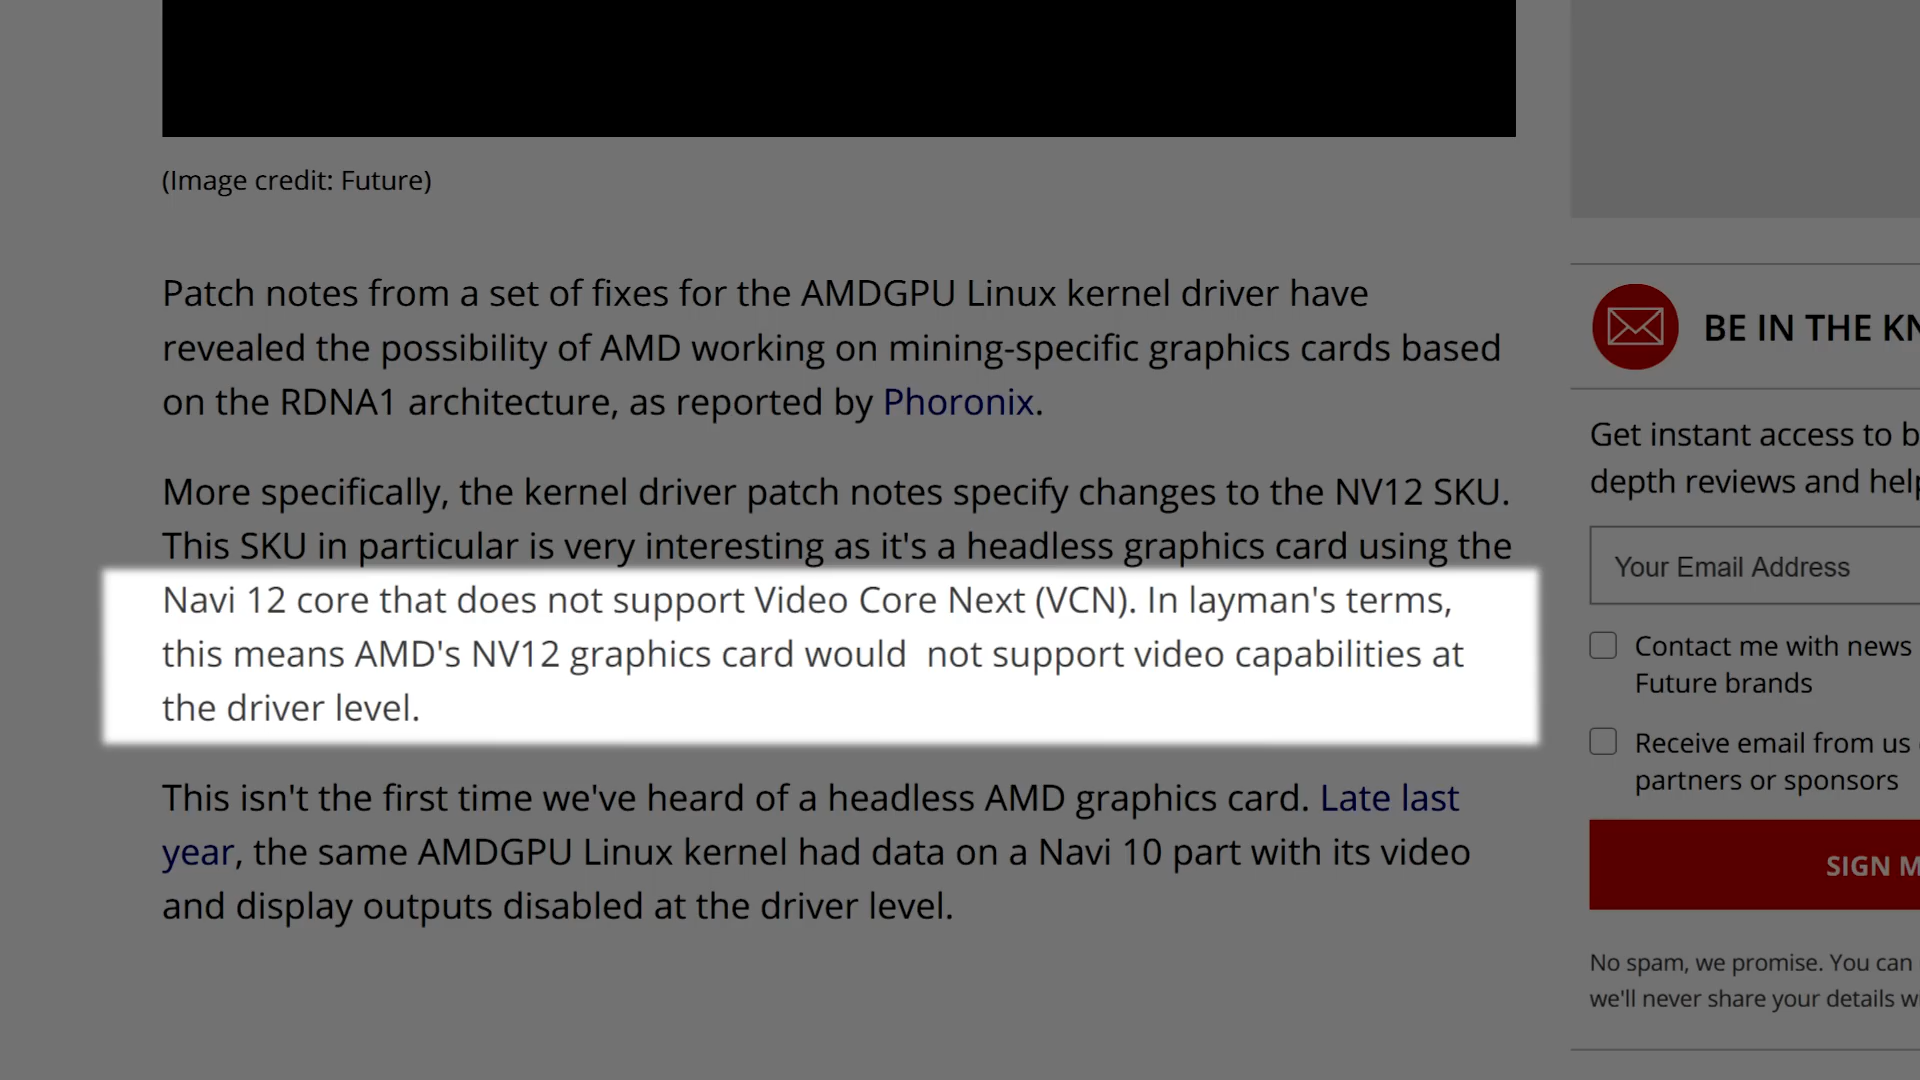 (Image credit: Future)
Patch notes from a set of fixes for the AMDGPU Linux kernel driver have
revealed the possibility of AMD working on mining-specific graphics cards based
on the RDNA1 architecture, as reported by Phoronix.
More specifically, the kernel driver patch notes specify changes to the NV12 SKU.
This SKU in particular is very interesting as it's a headless graphics card using the
Navi 12 core that does not support Video Core Next (VCN). In layman's terms,
this means AMD's NV12 graphics card would  not support video capabilities at
the driver level.
This isn't the first time we've heard of a headless AMD graphics card. Late last
year, the same AMDGPU Linux kernel had data on a Navi 10 part with its video
and display outputs disabled at the driver level.
BE IN THE KN
Get instant access to b
depth reviews and help
Your Email Address
Contact me with news
Future brands
Receive email from us
partners or sponsors
SIGN M
No spam, we promise. You can
we'll never share your details w